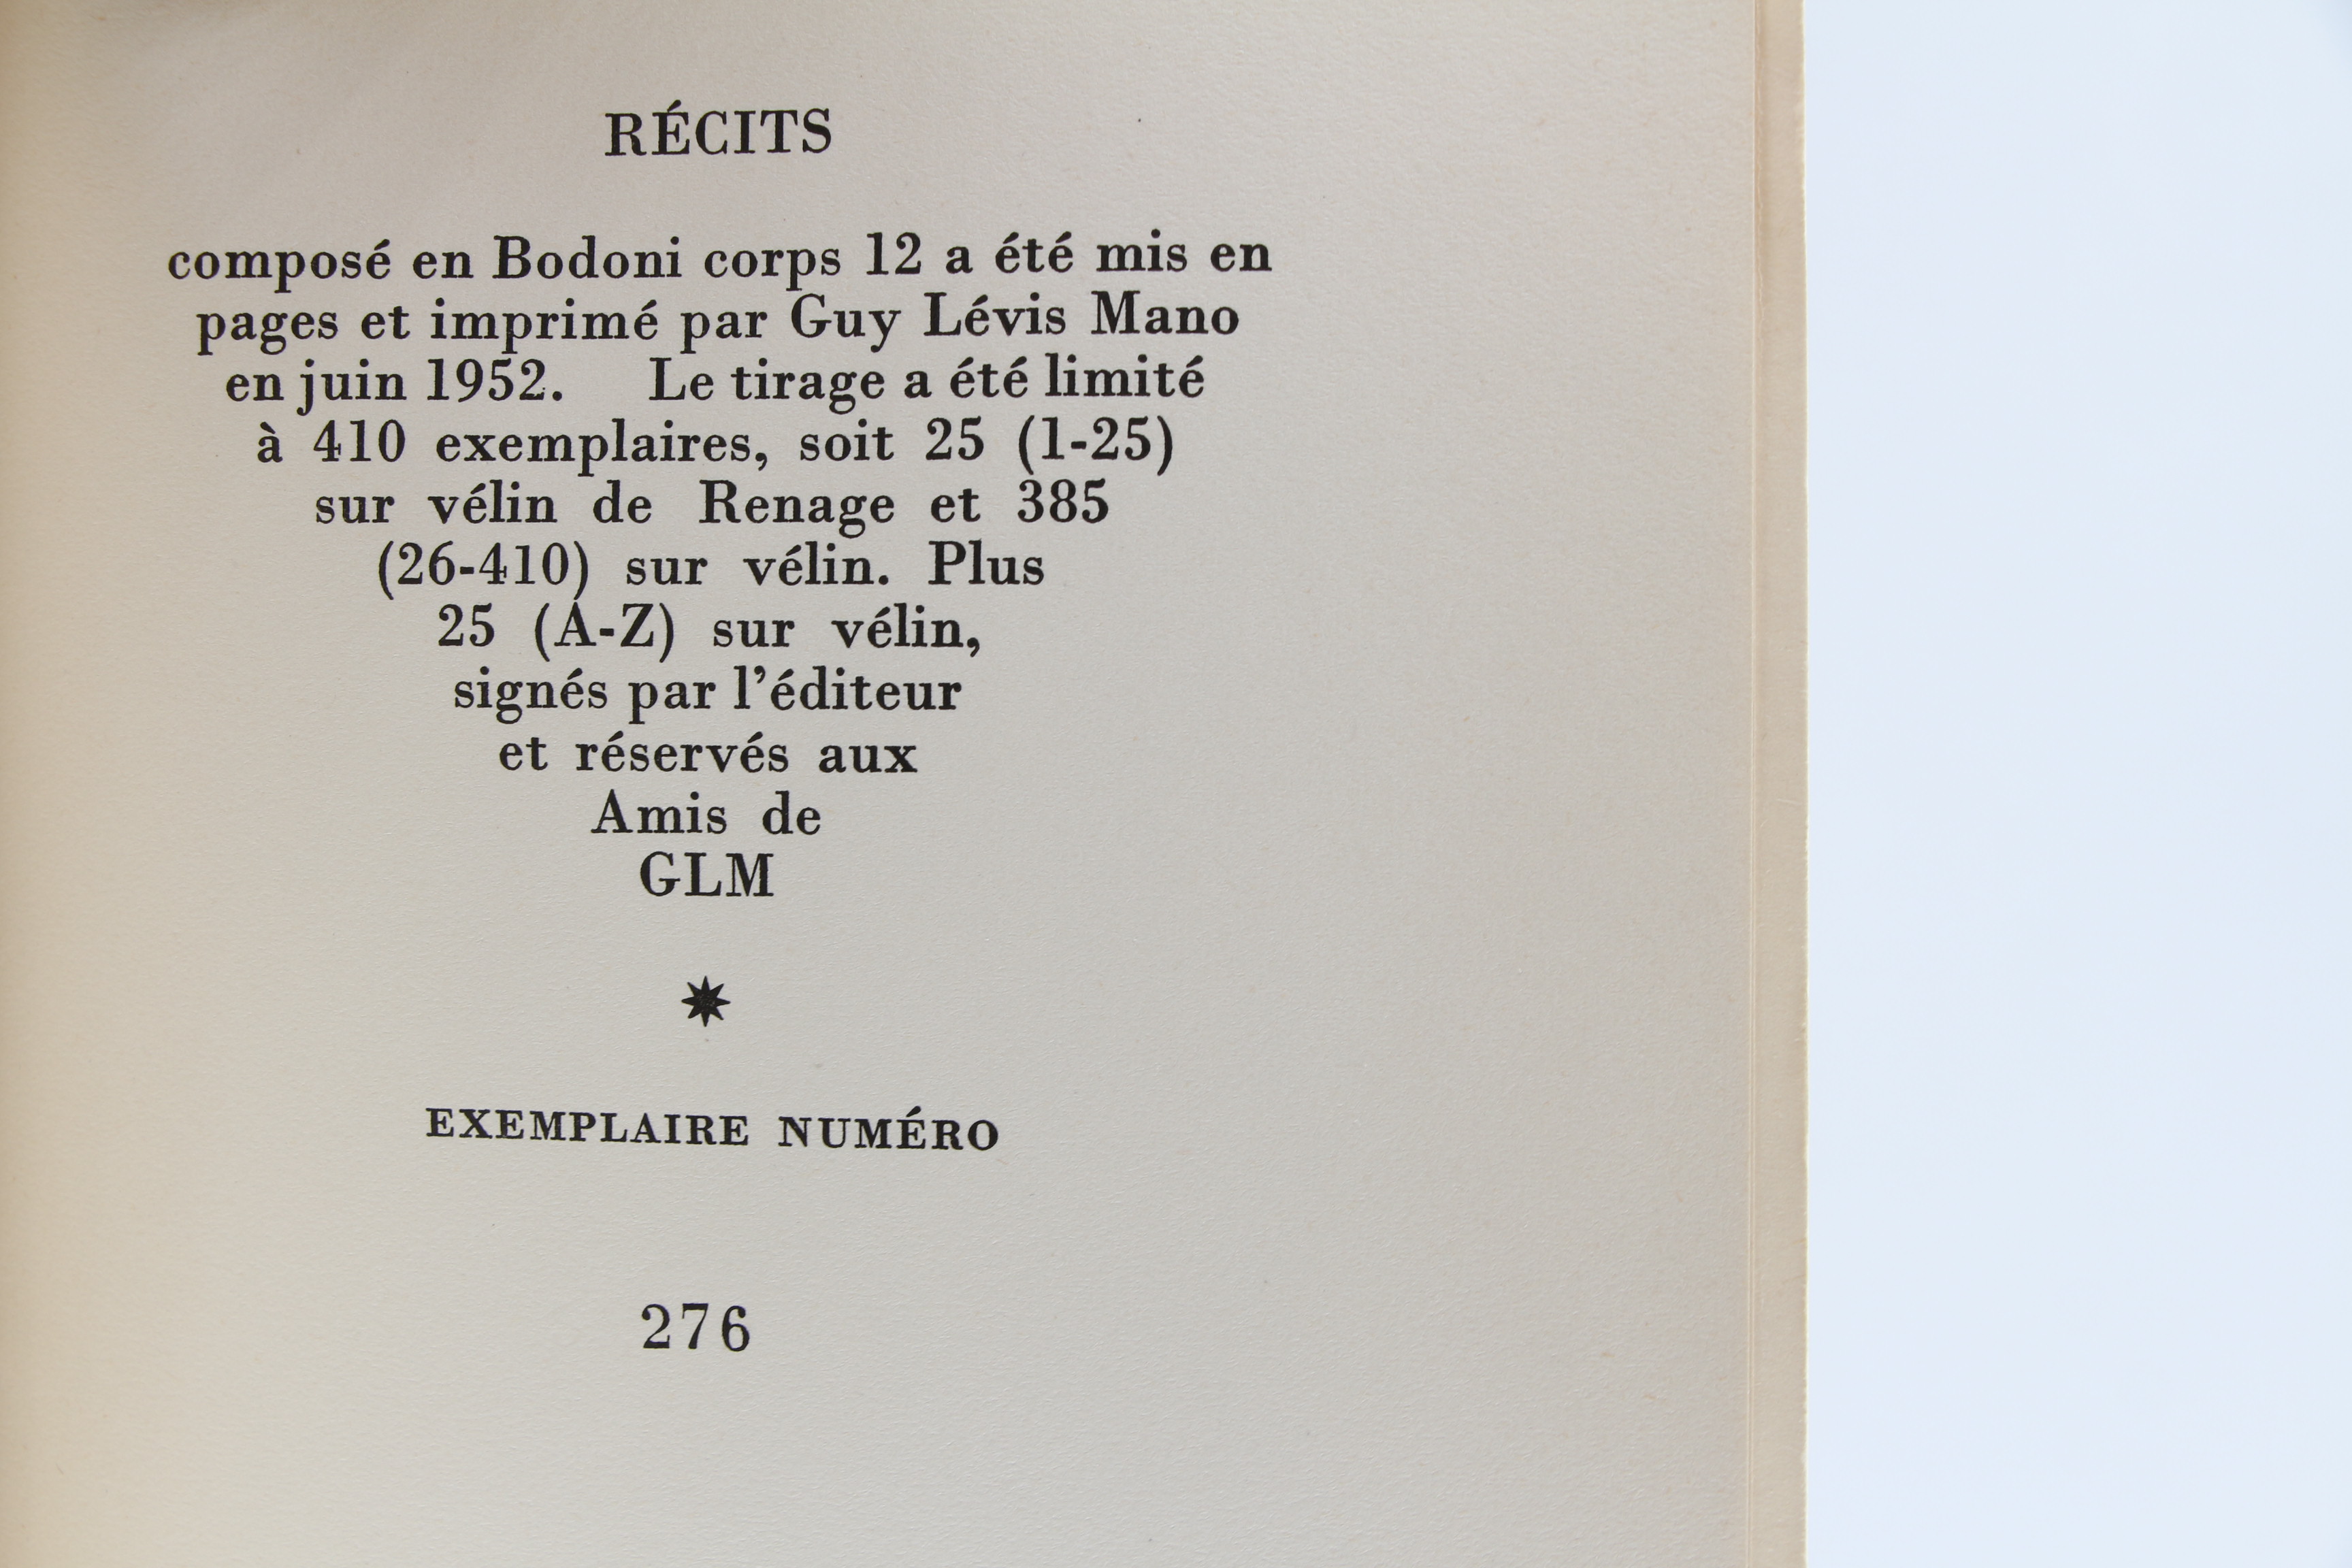 RÉCITS
composé en Bodoni corps 12 a été mis en
pages et imprimé par Guy Lévis Mano
en juin 1952. Le tirage a été limité
à 410 exemplaires, soit 25 (1-25)
sur vélin de Renage et 385
(26-410) sur vélin. Plus
25 (A-Z) sur vélin,
signés par l'éditeur
et réservés aux
Amis de
GLM
EXEMPLAIRE NUMÉRO
276